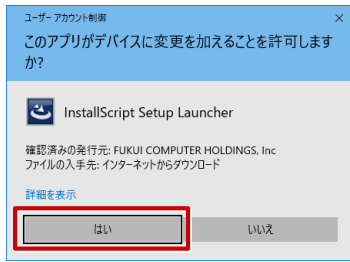 ユーザー アカウント制御
このアプリがデバイスに変更を加えることを許可します
か?
InstallScript Setup Launcher
確認済みの発行元: FUKUI COMPUTER HOLDINGS, Inc
ファイルの入手先: インターネットからダウンロード
詳細を表示
はい
いいえ